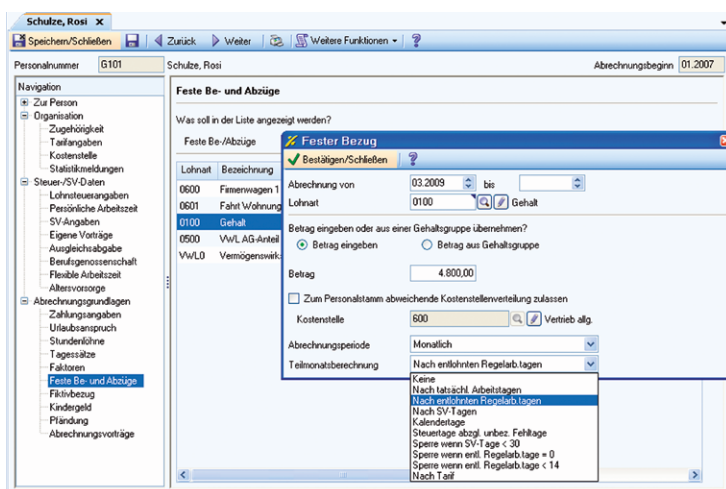 Schulze, Rosi x
Speichern/Schließen Zurück Weiter Weitere Funktionen ?
Personalnummer G101 Schulze, Rosi Abrechnungsbeginn 01.2007
Navigation
Zur Person
Organisation
Zugehörigkeit
Tarifangaben
Kostenstelle
Statistikmeldungen
Steuer-/SV-Daten
Lohnsteuerangaben
Persönliche Arbeitszeit
SV-Angaben
Eigene Vorträge
Ausgleichsabgabe
Berufsgenossenschaft
Flexible Arbeitszeit
Altersvorsorge
Abrechnungsgrundlagen
Zahlungsangaben
Urlaubsanspruch
Stundenlöhne
Tagessätze
Faktoren
Feste Be- und Abzüge
Fiktivbezug
Kindergeld
Pfändung
Abrechnungsvorträge
Feste Be- und Abzüge
Was soll in der Liste angezeigt werden?
Feste Be-/Abzüge
Lohnart Bezeichnung
0600 Firmenwagen 1
0601 Fahrt Wohnung
0100 Gehalt
0500 VWL AG-Anteil
VWL0 Vermögenswirks
Fester Bezug
Bestätigen/Schließen ?
Abrechnung von 03.2009 bis
Lohnart 0100 Gehalt
Betrag eingeben oder aus einer Gehaltsgruppe übernehmen?
Betrag eingeben Betrag aus Gehaltsgruppe
Betrag 4.800,00
Zum Personalstamm abweichende Kostenstellenverteilung zulassen
Kostenstelle 600 Vertrieb allg.
Abrechnungsperiode Monatlich
Teilmonatsberechnung Nach entlohnten Regelarb.tagen
Keine
Nach tatsächl. Arbeitstagen
Nach entlohnten Regelarb.tagen
Nach SV-Tagen
Kalendertage
Steuertage abzgl. unbez. Fehltage
Sperre wenn SV-Tage < 30
Sperre wenn entl. Regelarb.tage = 0
Sperre wenn entl. Regelarb.tage < 14
Nach Tarif